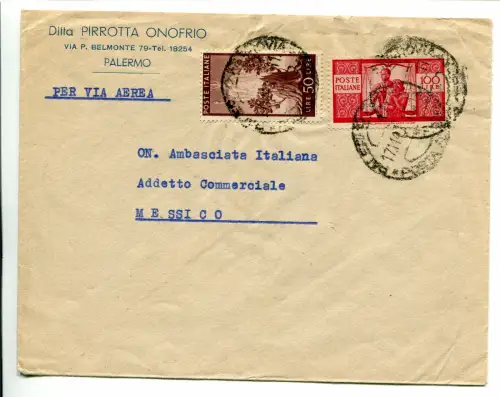 Ditta PIRROTTA ONOFRIO
VIA P. BELMONTE 79-Tel. 18254
PALERMO
PER VIA AEREA
POSTE ITALIANE
LIRE 50 LIRE
POSTE
ITALIANE
100
LIRE
ON. Ambasciata Italiana
Addetto Commerciale
MESSICO